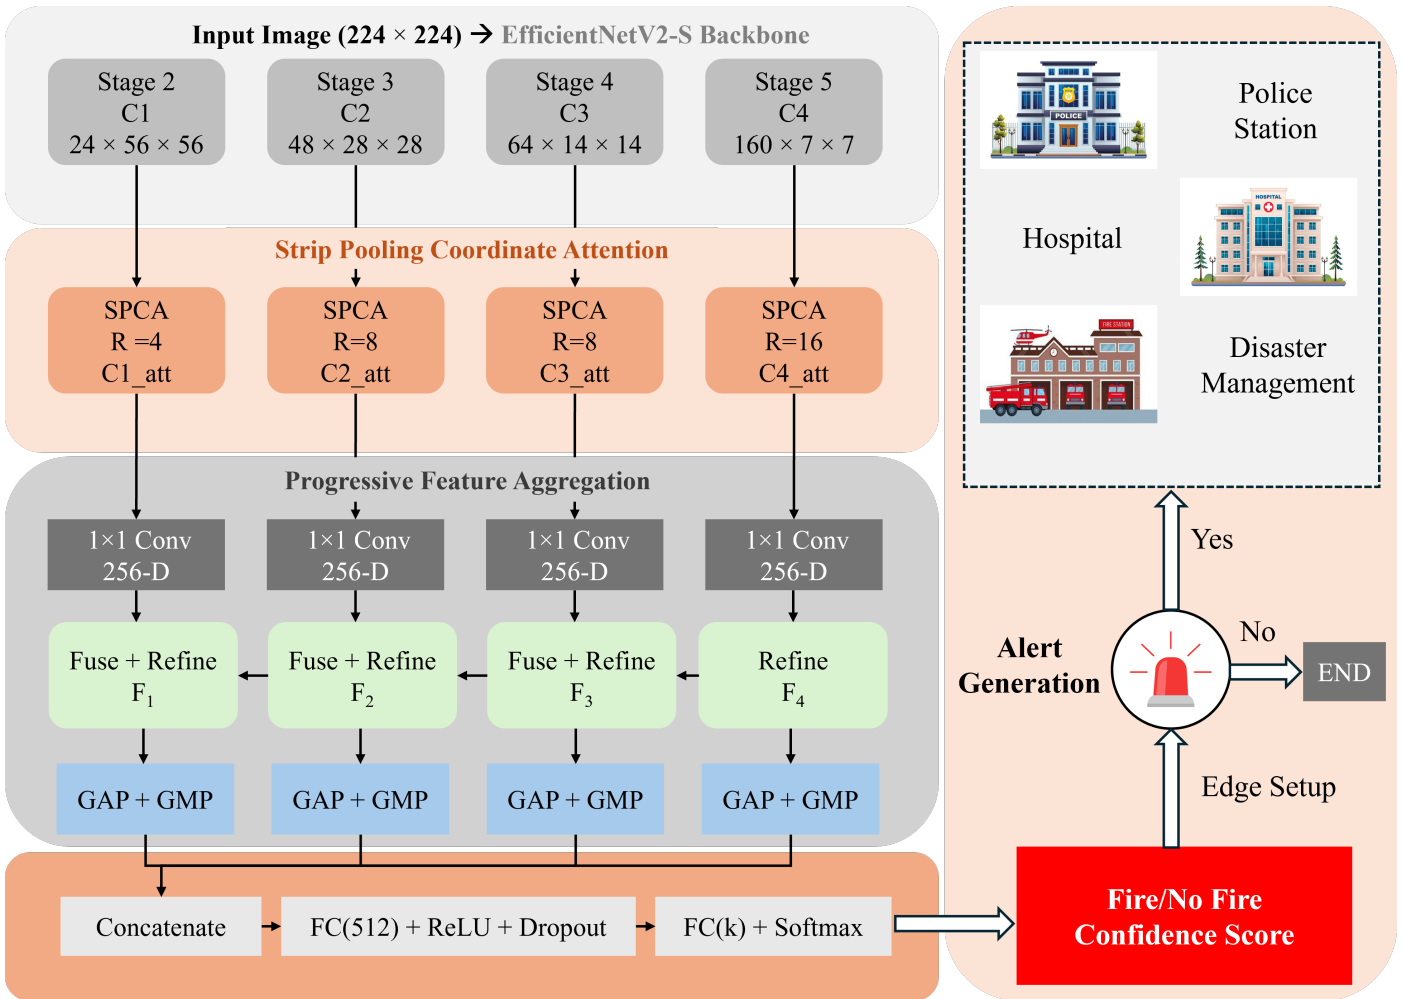 Input Image (224 × 224) → EfficientNetV2-S Backbone
Stage 2
C1
24 × 56 × 56
Stage 3
C2
48 × 28 × 28
Stage 4
C3
64 × 14 × 14
Stage 5
C4
160 × 7 × 7
Strip Pooling Coordinate Attention
SPCA
R =4
C1_att
SPCA
R=8
C2_att
SPCA
R=8
C3_att
SPCA
R=16
C4_att
Progressive Feature Aggregation
1×1 Conv
256-D
1×1 Conv
256-D
1×1 Conv
256-D
1×1 Conv
256-D
Fuse + Refine
F₁
Fuse + Refine
F₂
Fuse + Refine
F₃
Refine
F₄
GAP + GMP
GAP + GMP
GAP + GMP
GAP + GMP
Concatenate
FC(512) + ReLU + Dropout
FC(k) + Softmax
POLICE
Police
Station
Hospital
HOSPITAL
FIRE STATION
Disaster
Management
Yes
No
Alert
Generation
END
Edge Setup
Fire/No Fire
Confidence Score